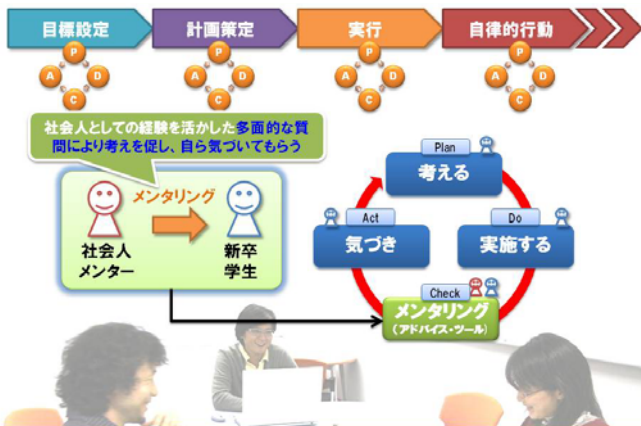 目標設定
計画策定
実行
自律的行動
P
A
D
C
P
A
D
C
P
A
D
C
P
A
D
C
社会人としての経験を活かした多面的な質
問により考えを促し、自ら気づいてもらう
メンタリング
社会人
メンター
新卒
学生
Plan
考える
Act
気づき
Do
実施する
Check
メンタリング
(アドバイス・ツール)